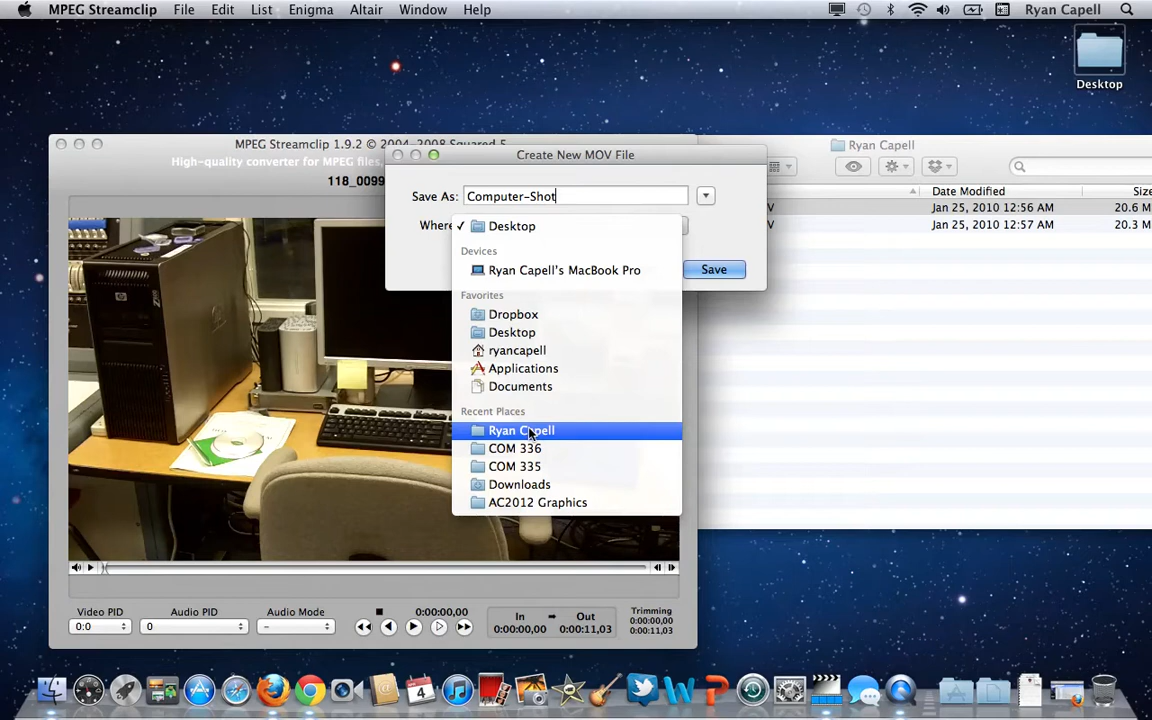 MPEG Streamclip File Edit List Enigma Altair Window Help Ryan Capell
Desktop
MPEG Streamclip 1.9.2 © 2004-2008 Squared 5
High-quality converter for MPEG files,
118_0099
Create New MOV File
Save As: Computer-Shot
Where
Desktop
Devices
Ryan Capell's MacBook Pro
Save
Favorites
Dropbox
Desktop
ryancapell
Applications
Documents
Recent Places
Ryan Capell
COM 336
COM 335
Downloads
AC2012 Graphics
Ryan Capell
Date Modified Size
V Jan 25, 2010 12:56 AM 20.6 M
V Jan 25, 2010 12:57 AM 20.3 M
Video PID Audio PID Audio Mode 0:00:00,00 In Out Trimming
0:0 0 – 0:00:00,00 0:00:11,03 0:00:00,00
0:00:11,03
4